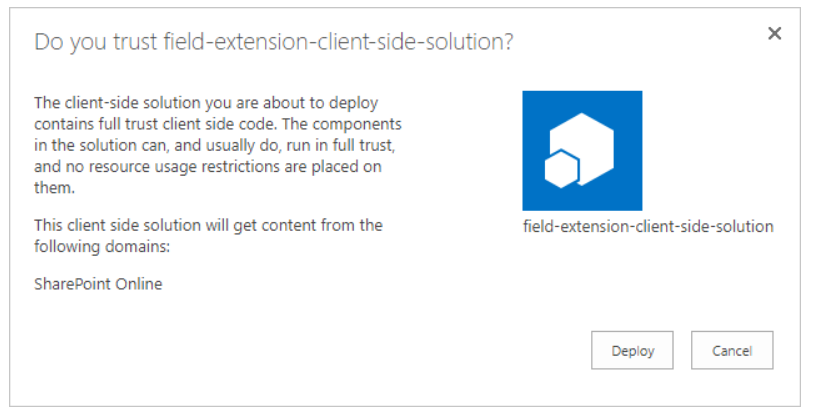 Do you trust field-extension-client-side-solution?
The client-side solution you are about to deploy
contains full trust client side code. The components
in the solution can, and usually do, run in full trust,
and no resource usage restrictions are placed on
them.
This client side solution will get content from the
following domains:
SharePoint Online
field-extension-client-side-solution
Deploy
Cancel